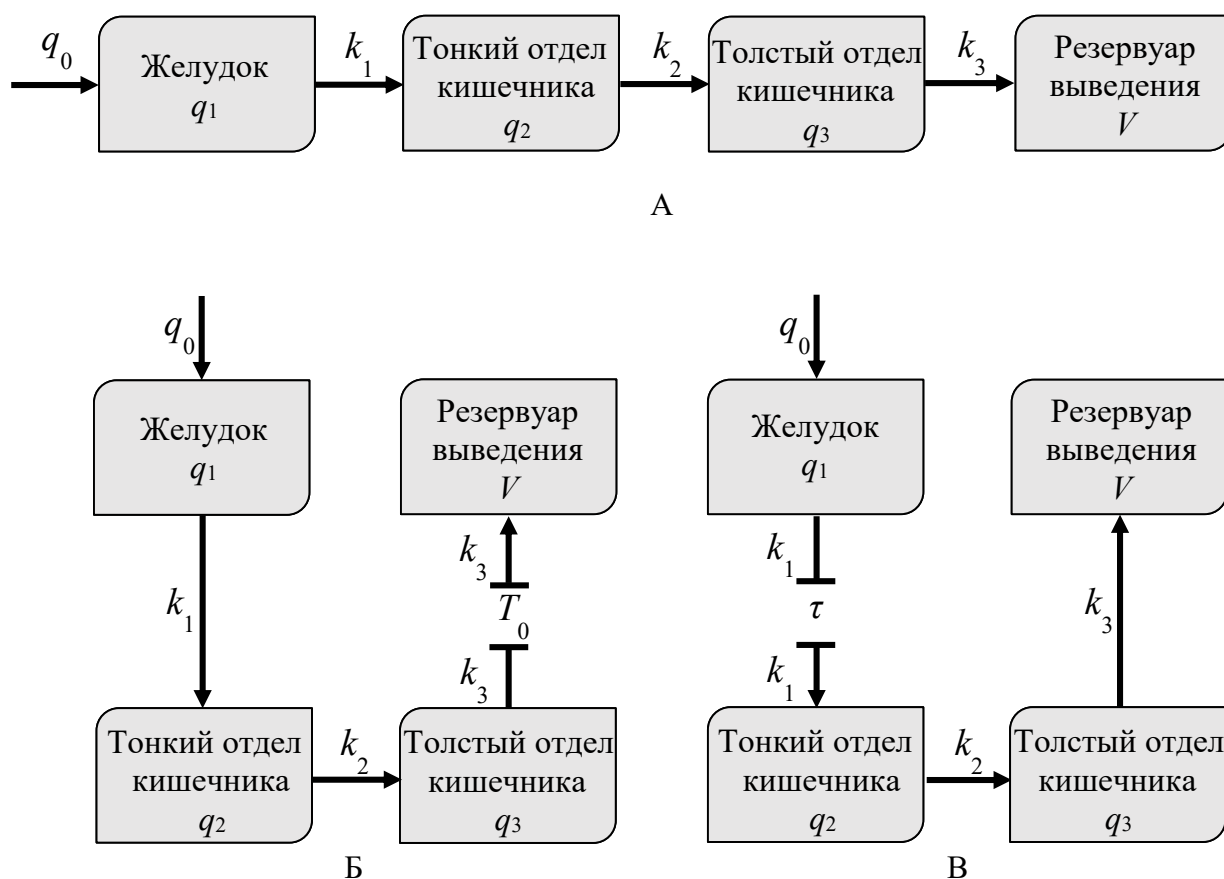 q0
Желудок
q1
k1
Тонкий отдел
кишечника
q2
k2
Толстый отдел
кишечника
q3
k3
Резервуар
выведения
V
А
q0
Желудок
q1
k1
Тонкий отдел
кишечника
q2
k2
Толстый отдел
кишечника
q3
k3
T0
k3
Резервуар
выведения
V
Б
q0
Желудок
q1
k1
τ
k1
Тонкий отдел
кишечника
q2
k2
Толстый отдел
кишечника
q3
k3
Резервуар
выведения
V
В